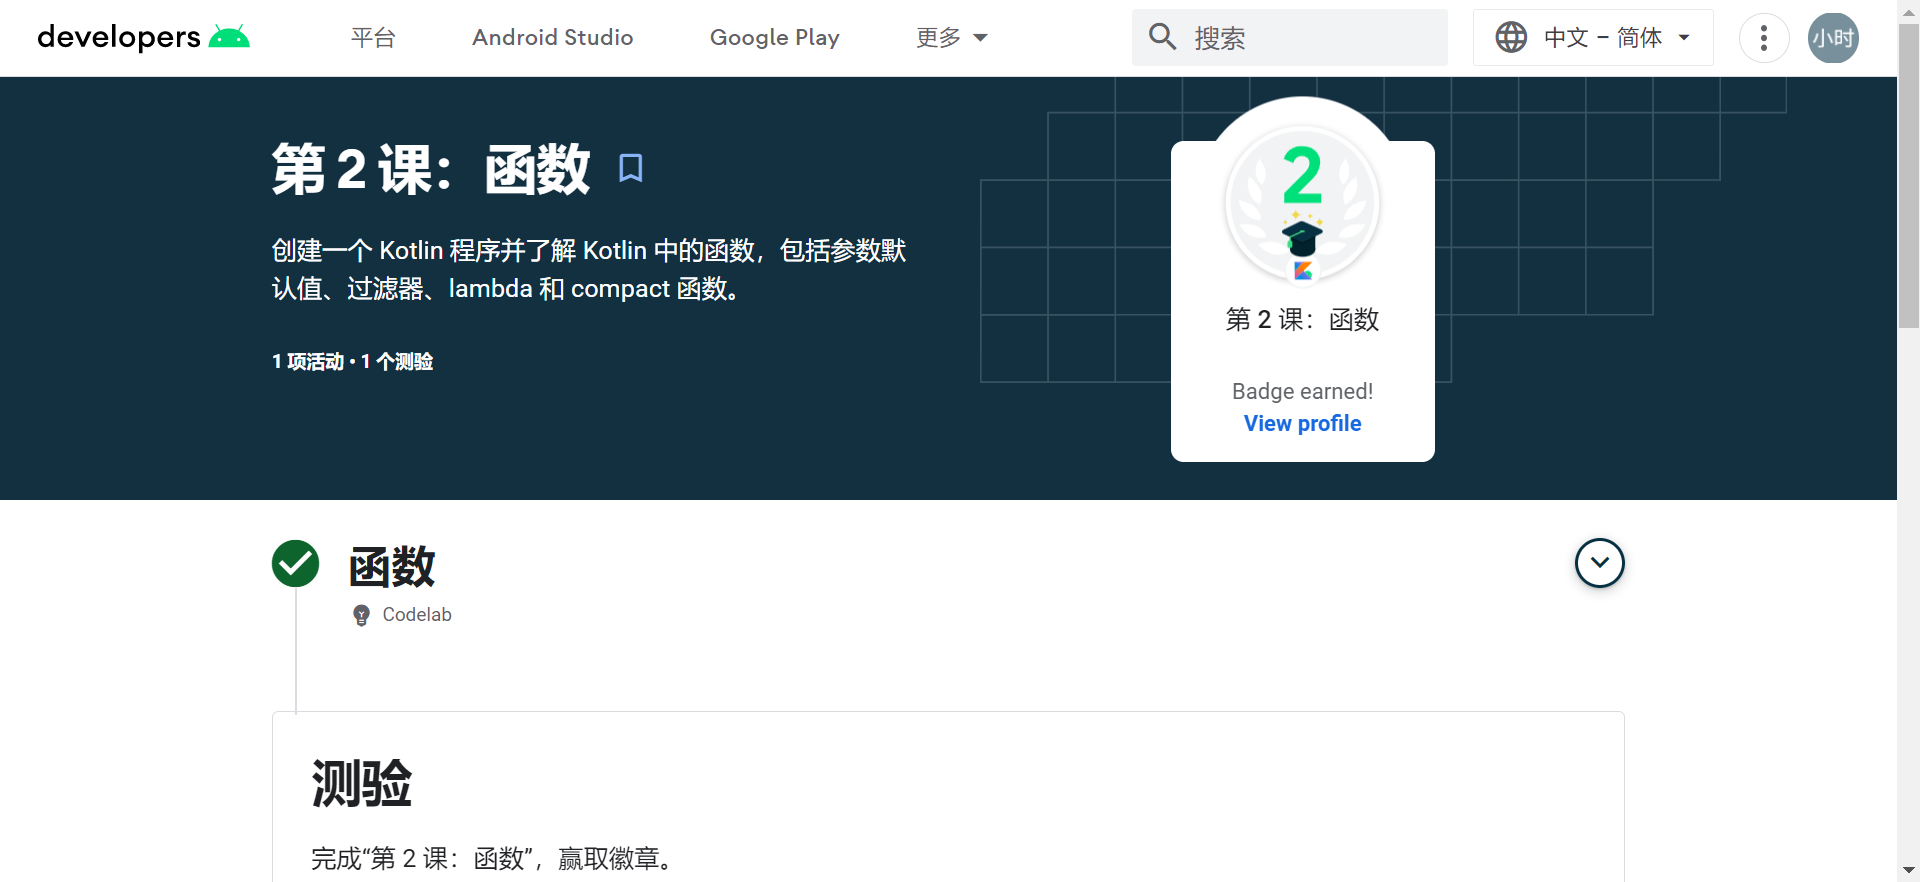 developers
平台
Android Studio
Google Play
更多
搜索
中文 – 简体
小时
第 2 课：函数
创建一个 Kotlin 程序并了解 Kotlin 中的函数，包括参数默
认值、过滤器、lambda 和 compact 函数。
1 项活动 • 1 个测验
2
第 2 课：函数
Badge earned!
View profile
函数
Codelab
测验
完成“第 2 课：函数”，赢取徽章。